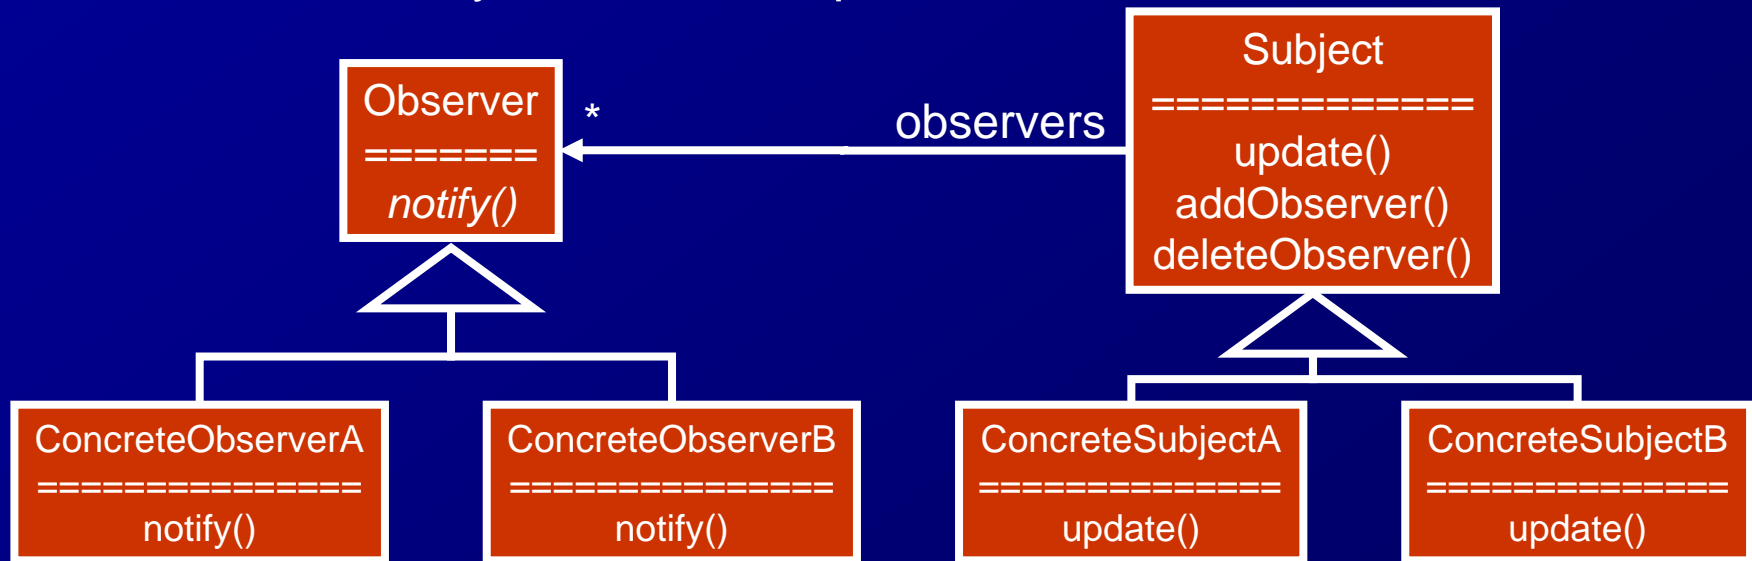 Observer
=======
notify()
*
observers
Subject
=============
update()
addObserver()
deleteObserver()
ConcreteObserverA
===============
notify()
ConcreteObserverB
===============
notify()
ConcreteSubjectA
==============
update()
ConcreteSubjectB
==============
update()